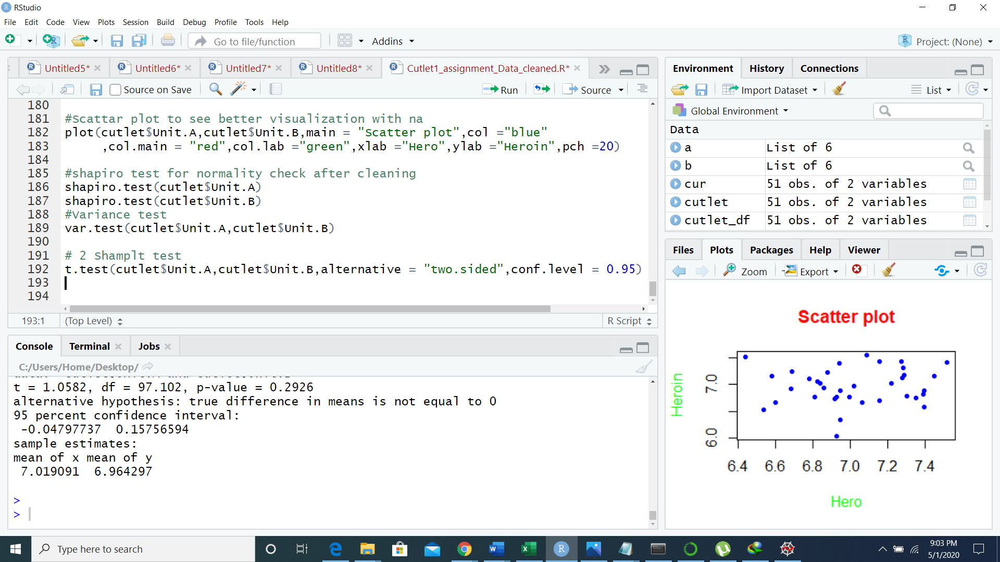 RStudio
File Edit Code View Plots Session Build Debug Profile Tools Help
Go to file/function
Addins
Project: (None)
Untitled5* Untitled6* Untitled7* Untitled8* Cutlet1_assignment_Data_cleaned.R*
Source on Save
Run
Source
180
181 #Scattar plot to see better visualization with na
182 plot(cutlet$Unit.A,cutlet$Unit.B,main = "Scatter plot",col ="blue"
183 ,col.main = "red",col.lab ="green",xlab ="Hero",ylab ="Heroin",pch =20)
184
185 #shapiro test for normality check after cleaning
186 shapiro.test(cutlet$Unit.A)
187 shapiro.test(cutlet$Unit.B)
188 #Variance test
189 var.test(cutlet$Unit.A,cutlet$Unit.B)
190
191 # 2 Shamplt test
192 t.test(cutlet$Unit.A,cutlet$Unit.B,alternative = "two.sided",conf.level = 0.95)
193
194
193:1 (Top Level) R Script
Console Terminal Jobs
C:/Users/Home/Desktop/
t = 1.0582, df = 97.102, p-value = 0.2926
alternative hypothesis: true difference in means is not equal to 0
95 percent confidence interval:
-0.04797737 0.15756594
sample estimates:
mean of x mean of y
7.019091 6.964297
>
>
Environment History Connections
Import Dataset
List
Global Environment
Data
a List of 6
b List of 6
cur 51 obs. of 2 variables
cutlet 51 obs. of 2 variables
cutlet_df 51 obs. of 2 variables
Files Plots Packages Help Viewer
Zoom Export
Scatter plot
Heroin
7.0
6.0
6.4 6.6 6.8 7.0 7.2 7.4
Hero
Type here to search
9:03 PM
5/1/2020